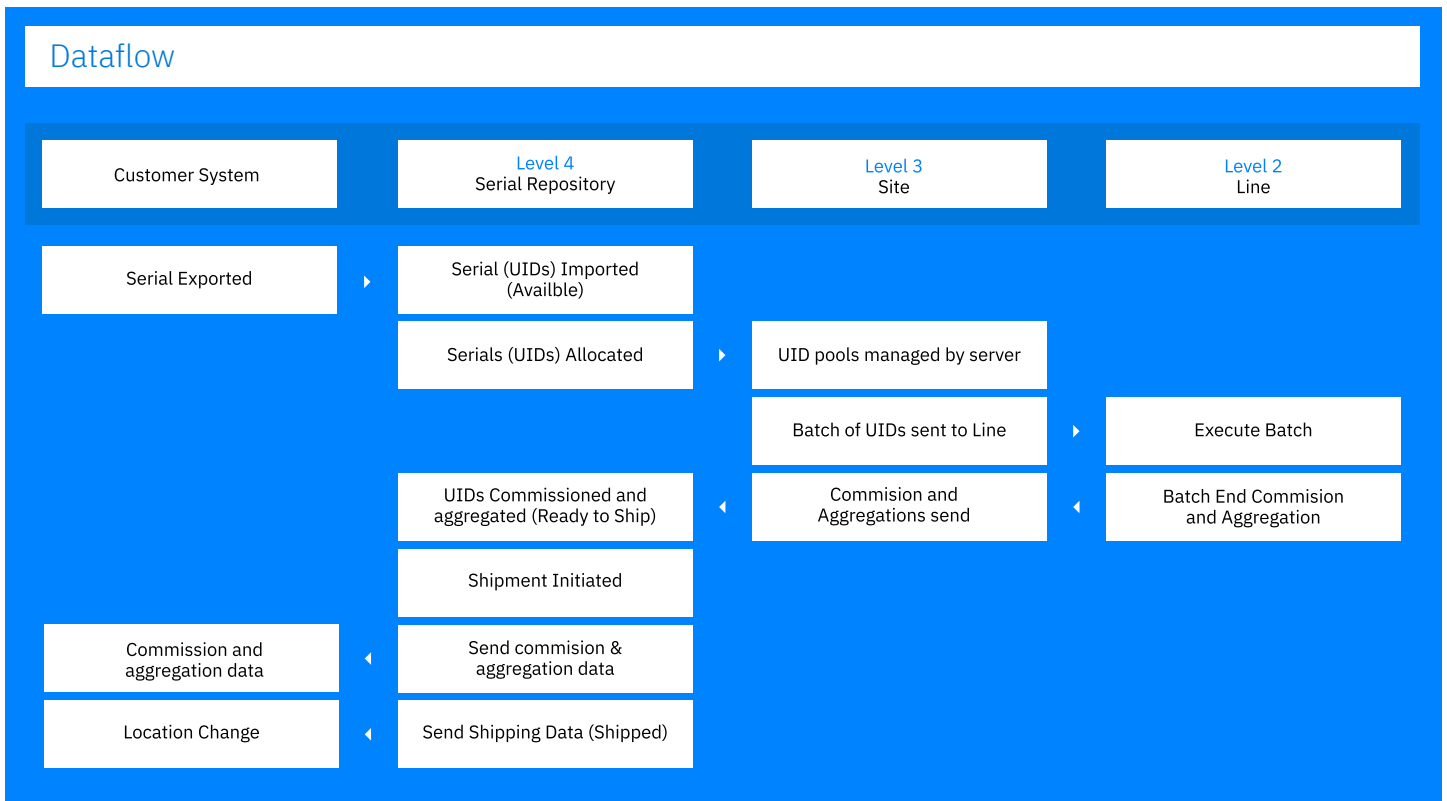 Dataflow
Customer System
Level 4
Serial Repository
Level 3
Site
Level 2
Line
Serial Exported
Serial (UIDs) Imported
(Availble)
Serials (UIDs) Allocated
UID pools managed by server
Batch of UIDs sent to Line
Execute Batch
UIDs Commissioned and
aggregated (Ready to Ship)
Commision and
Aggregations send
Batch End Commision
and Aggregation
Shipment Initiated
Commission and
aggregation data
Send commision &
aggregation data
Location Change
Send Shipping Data (Shipped)